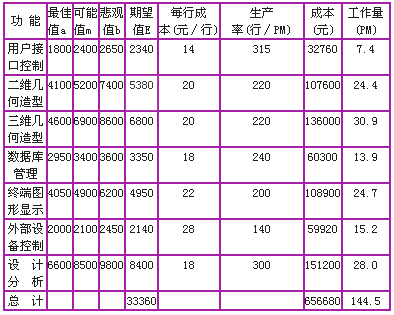 功 能 最佳值a 可能值m 悲观值b 期望值E 每行成本(元／行) 生产率(行／PM) 成本(元) 工作量(PM)
用户接口控制 1800 2400 2650 2340 14 315 32760 7.4
二维几何造型 4100 5200 7400 5380 20 220 107600 24.4
三维几何造型 4600 6900 8600 6800 20 220 136000 30.9
数据库管理 2950 3400 3600 3350 18 240 60300 13.9
终端图形显示 4050 4900 6200 4950 22 200 108900 24.7
外部设备控制 2000 2100 2450 2140 28 140 59920 15.2
设 计 分 析 6600 8500 9800 8400 18 300 151200 28.0
总 计 33360 656680 144.5